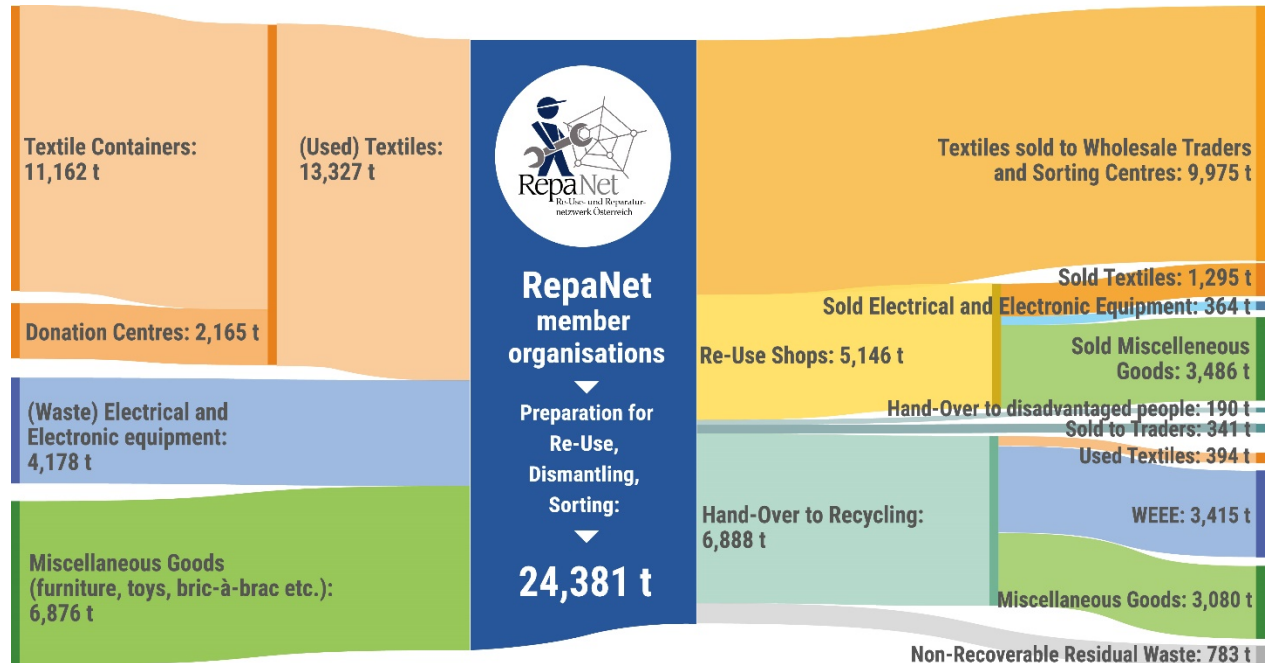 Textile Containers:
11,162 t
(Used) Textiles:
13,327 t
Donation Centres: 2,165 t
(Waste) Electrical and
Electronic equipment:
4,178 t
Miscellaneous Goods
(furniture, toys, bric-à-brac etc.):
6,876 t
RepaNet
Re-Use- und Reparatur-
netzwerk Österreich
RepaNet
member
organisations
Preparation for
Re-Use,
Dismantling,
Sorting:
24,381 t
Textiles sold to Wholesale Traders
and Sorting Centres: 9,975 t
Sold Textiles: 1,295 t
Sold Electrical and Electronic Equipment: 364 t
Re-Use Shops: 5,146 t
Sold Miscelleneous
Goods: 3,486 t
Hand-Over to disadvantaged people: 190 t
Sold to Traders: 341 t
Used Textiles: 394 t
Hand-Over to Recycling:
6,888 t
WEEE: 3,415 t
Miscellaneous Goods: 3,080 t
Non-Recoverable Residual Waste: 783 t